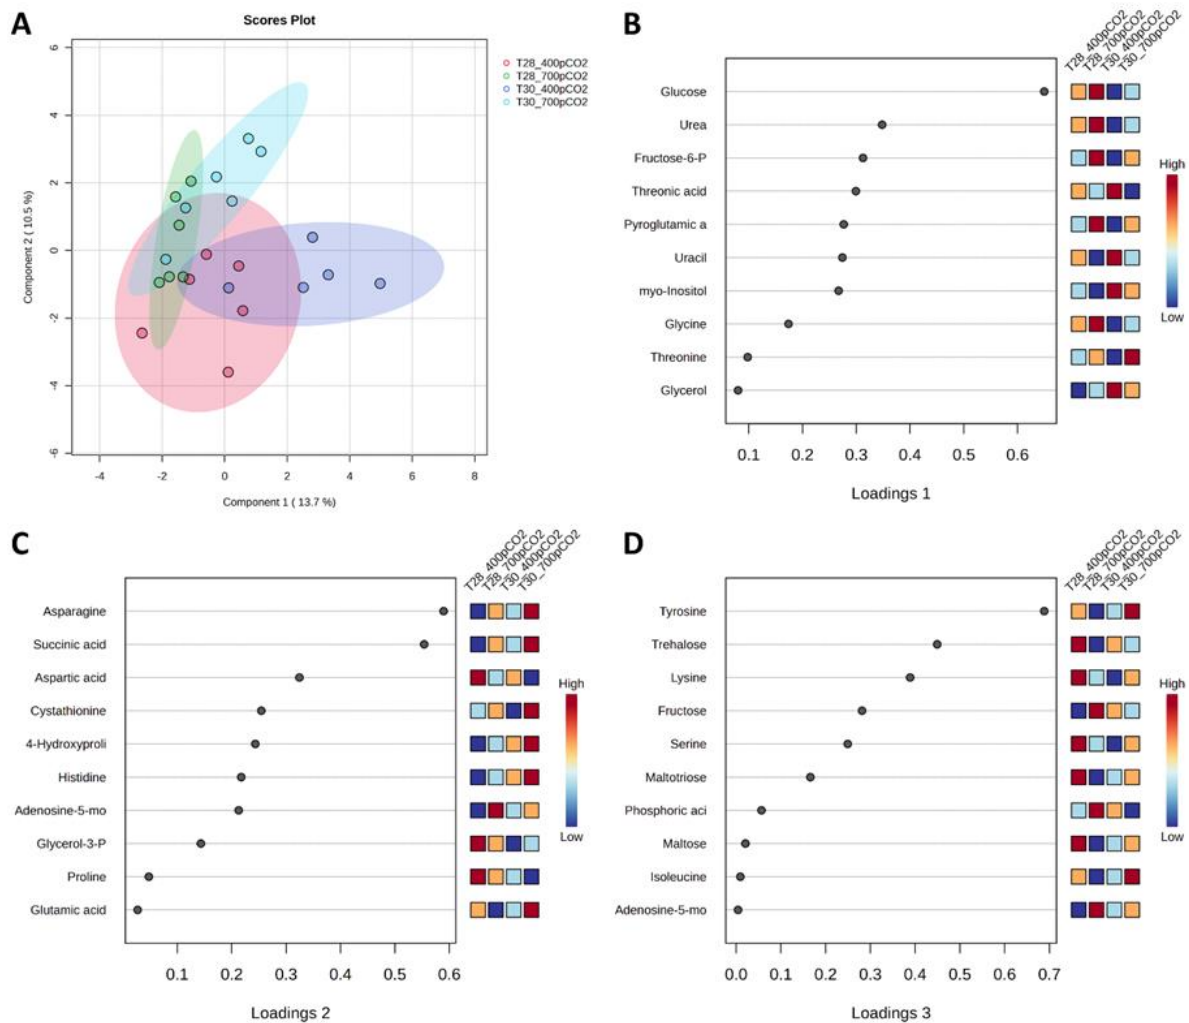 A
Scores Plot
6
4
2
0
-2
-4
-6
Component 2 ( 10.5 %)
-4 -2 0 2 4 6 8
Component 1 ( 13.7 %)
T28_400pCO2
T28_700pCO2
T30_400pCO2
T30_700pCO2
B
T28_400pCO2
T28_700pCO2
T30_400pCO2
T30_700pCO2
Glucose
Urea
Fructose-6-P
Threonic acid
Pyroglutamic a
Uracil
myo-Inositol
Glycine
Threonine
Glycerol
0.1 0.2 0.3 0.4 0.5 0.6
Loadings 1
High
Low
C
T28_400pCO2
T28_700pCO2
T30_400pCO2
T30_700pCO2
Asparagine
Succinic acid
Aspartic acid
Cystathionine
4-Hydroxyproli
Histidine
Adenosine-5-mo
Glycerol-3-P
Proline
Glutamic acid
0.1 0.2 0.3 0.4 0.5 0.6
Loadings 2
High
Low
D
T28_400pCO2
T28_700pCO2
T30_400pCO2
T30_700pCO2
Tyrosine
Trehalose
Lysine
Fructose
Serine
Maltotriose
Phosphoric aci
Maltose
Isoleucine
Adenosine-5-mo
0.0 0.1 0.2 0.3 0.4 0.5 0.6 0.7
Loadings 3
High
Low